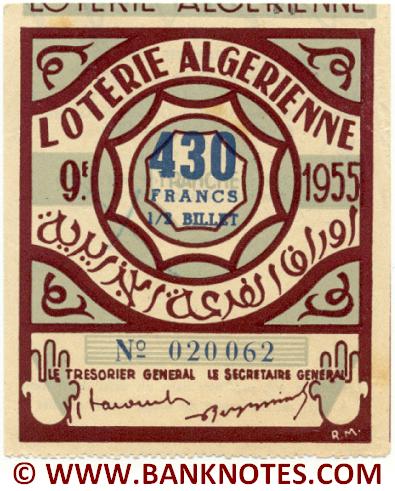 LOTERIE ALGERIENNE
LOTERIE ALGERIENNE
430
TRANCHE
9E 1955
FRANCS
1/2 BILLET
اوراق القرعة الجزيرية
Nº 020062
LE TRESORIER GENERAL LE SECRETAIRE GENERAL
R.M.
© WWW.BANKNOTES.COM